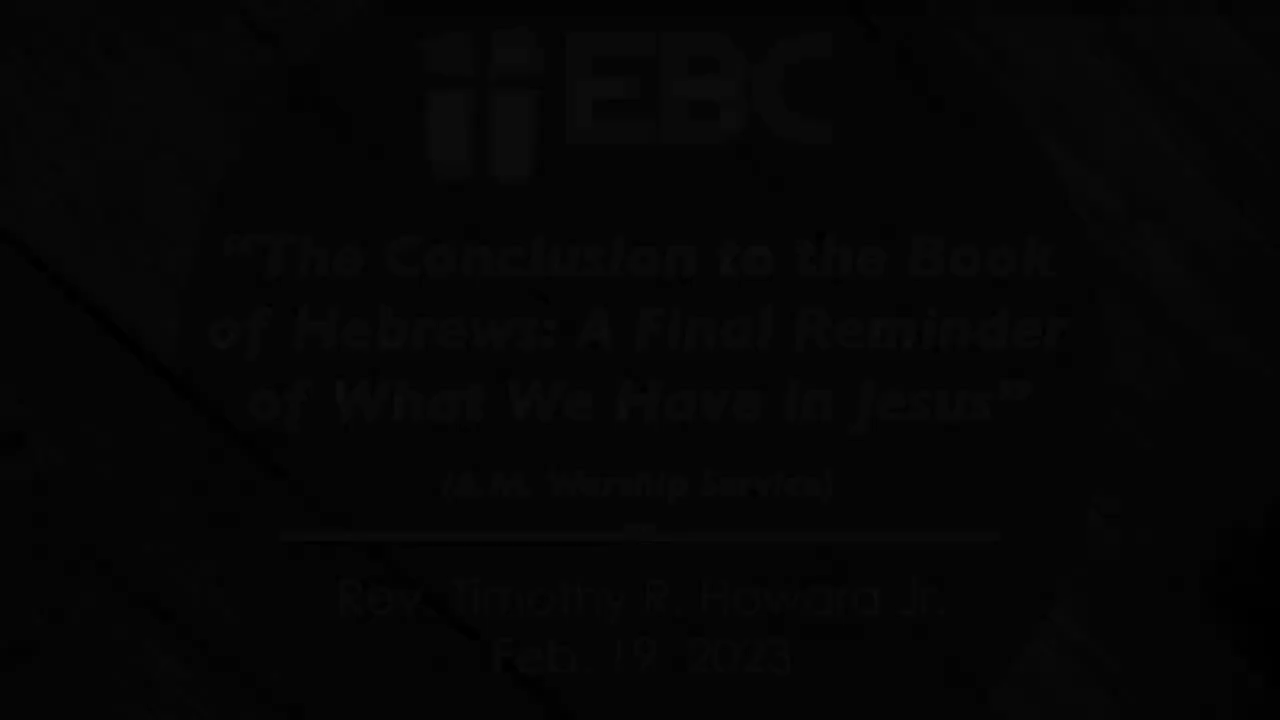 EBC
“The Conclusion to the Book
of Hebrews: A Final Reminder
of What We Have in Jesus”
(A.M. Worship Service)
Rev. Timothy R. Howard Jr.
Feb. 19, 2023